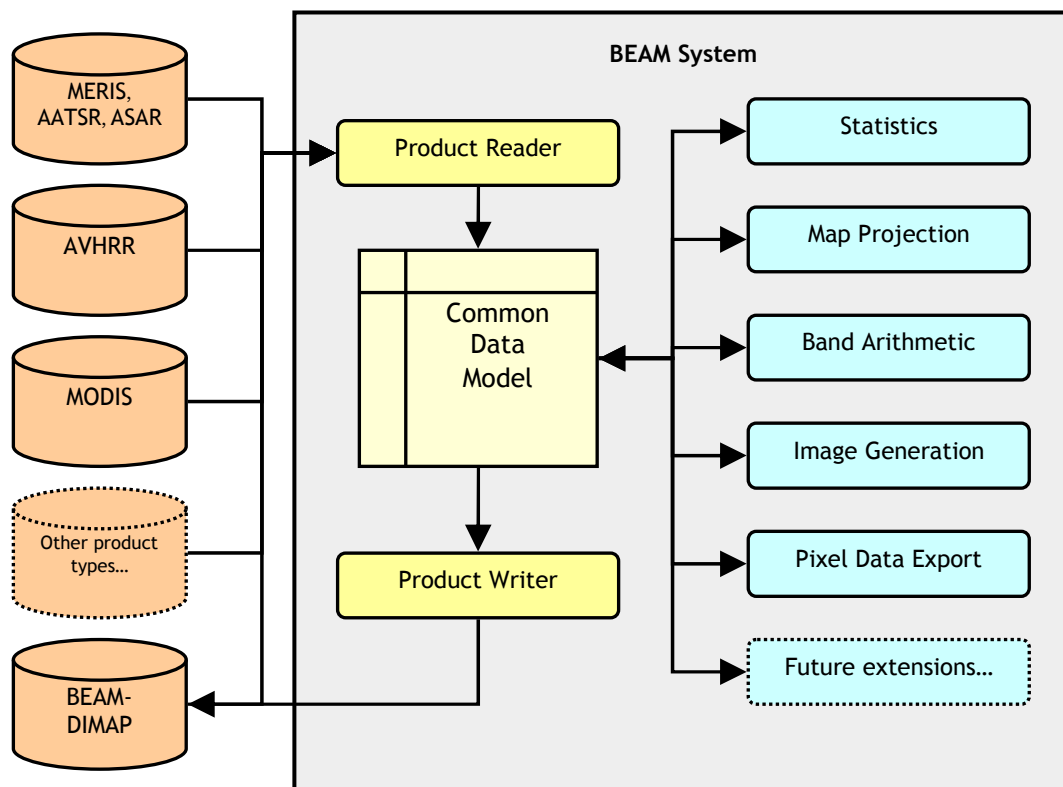 BEAM System
MERIS,
AATSR, ASAR
AVHRR
MODIS
Other product
types…
BEAM-
DIMAP
Product Reader
Common
Data
Model
Product Writer
Statistics
Map Projection
Band Arithmetic
Image Generation
Pixel Data Export
Future extensions…